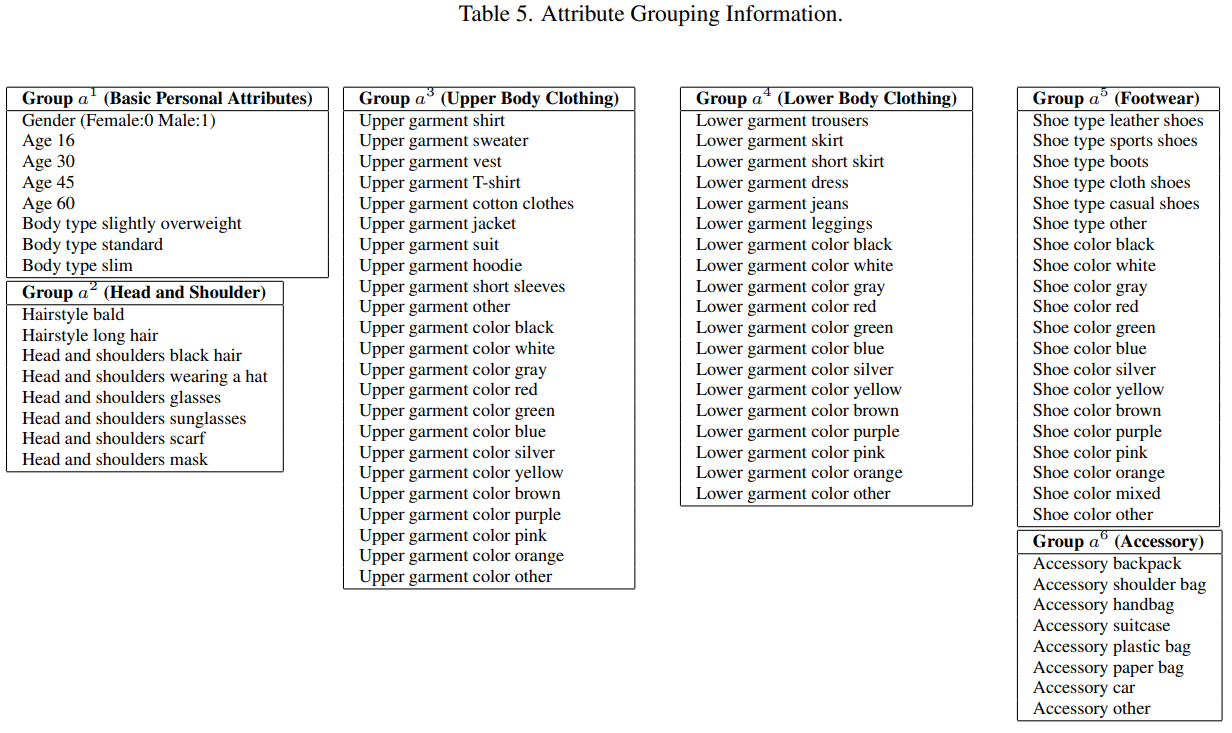 Table 5. Attribute Grouping Information.
Group a¹ (Basic Personal Attributes)
Gender (Female:0 Male:1)
Age 16
Age 30
Age 45
Age 60
Body type slightly overweight
Body type standard
Body type slim
Group a² (Head and Shoulder)
Hairstyle bald
Hairstyle long hair
Head and shoulders black hair
Head and shoulders wearing a hat
Head and shoulders glasses
Head and shoulders sunglasses
Head and shoulders scarf
Head and shoulders mask
Group a³ (Upper Body Clothing)
Upper garment shirt
Upper garment sweater
Upper garment vest
Upper garment T-shirt
Upper garment cotton clothes
Upper garment jacket
Upper garment suit
Upper garment hoodie
Upper garment short sleeves
Upper garment other
Upper garment color black
Upper garment color white
Upper garment color gray
Upper garment color red
Upper garment color green
Upper garment color blue
Upper garment color silver
Upper garment color yellow
Upper garment color brown
Upper garment color purple
Upper garment color pink
Upper garment color orange
Upper garment color other
Group a⁴ (Lower Body Clothing)
Lower garment trousers
Lower garment skirt
Lower garment short skirt
Lower garment dress
Lower garment jeans
Lower garment leggings
Lower garment color black
Lower garment color white
Lower garment color gray
Lower garment color red
Lower garment color green
Lower garment color blue
Lower garment color silver
Lower garment color yellow
Lower garment color brown
Lower garment color purple
Lower garment color pink
Lower garment color orange
Lower garment color other
Group a⁵ (Footwear)
Shoe type leather shoes
Shoe type sports shoes
Shoe type boots
Shoe type cloth shoes
Shoe type casual shoes
Shoe type other
Shoe color black
Shoe color white
Shoe color gray
Shoe color red
Shoe color green
Shoe color blue
Shoe color silver
Shoe color yellow
Shoe color brown
Shoe color purple
Shoe color pink
Shoe color orange
Shoe color mixed
Shoe color other
Group a⁶ (Accessory)
Accessory backpack
Accessory shoulder bag
Accessory handbag
Accessory suitcase
Accessory plastic bag
Accessory paper bag
Accessory car
Accessory other